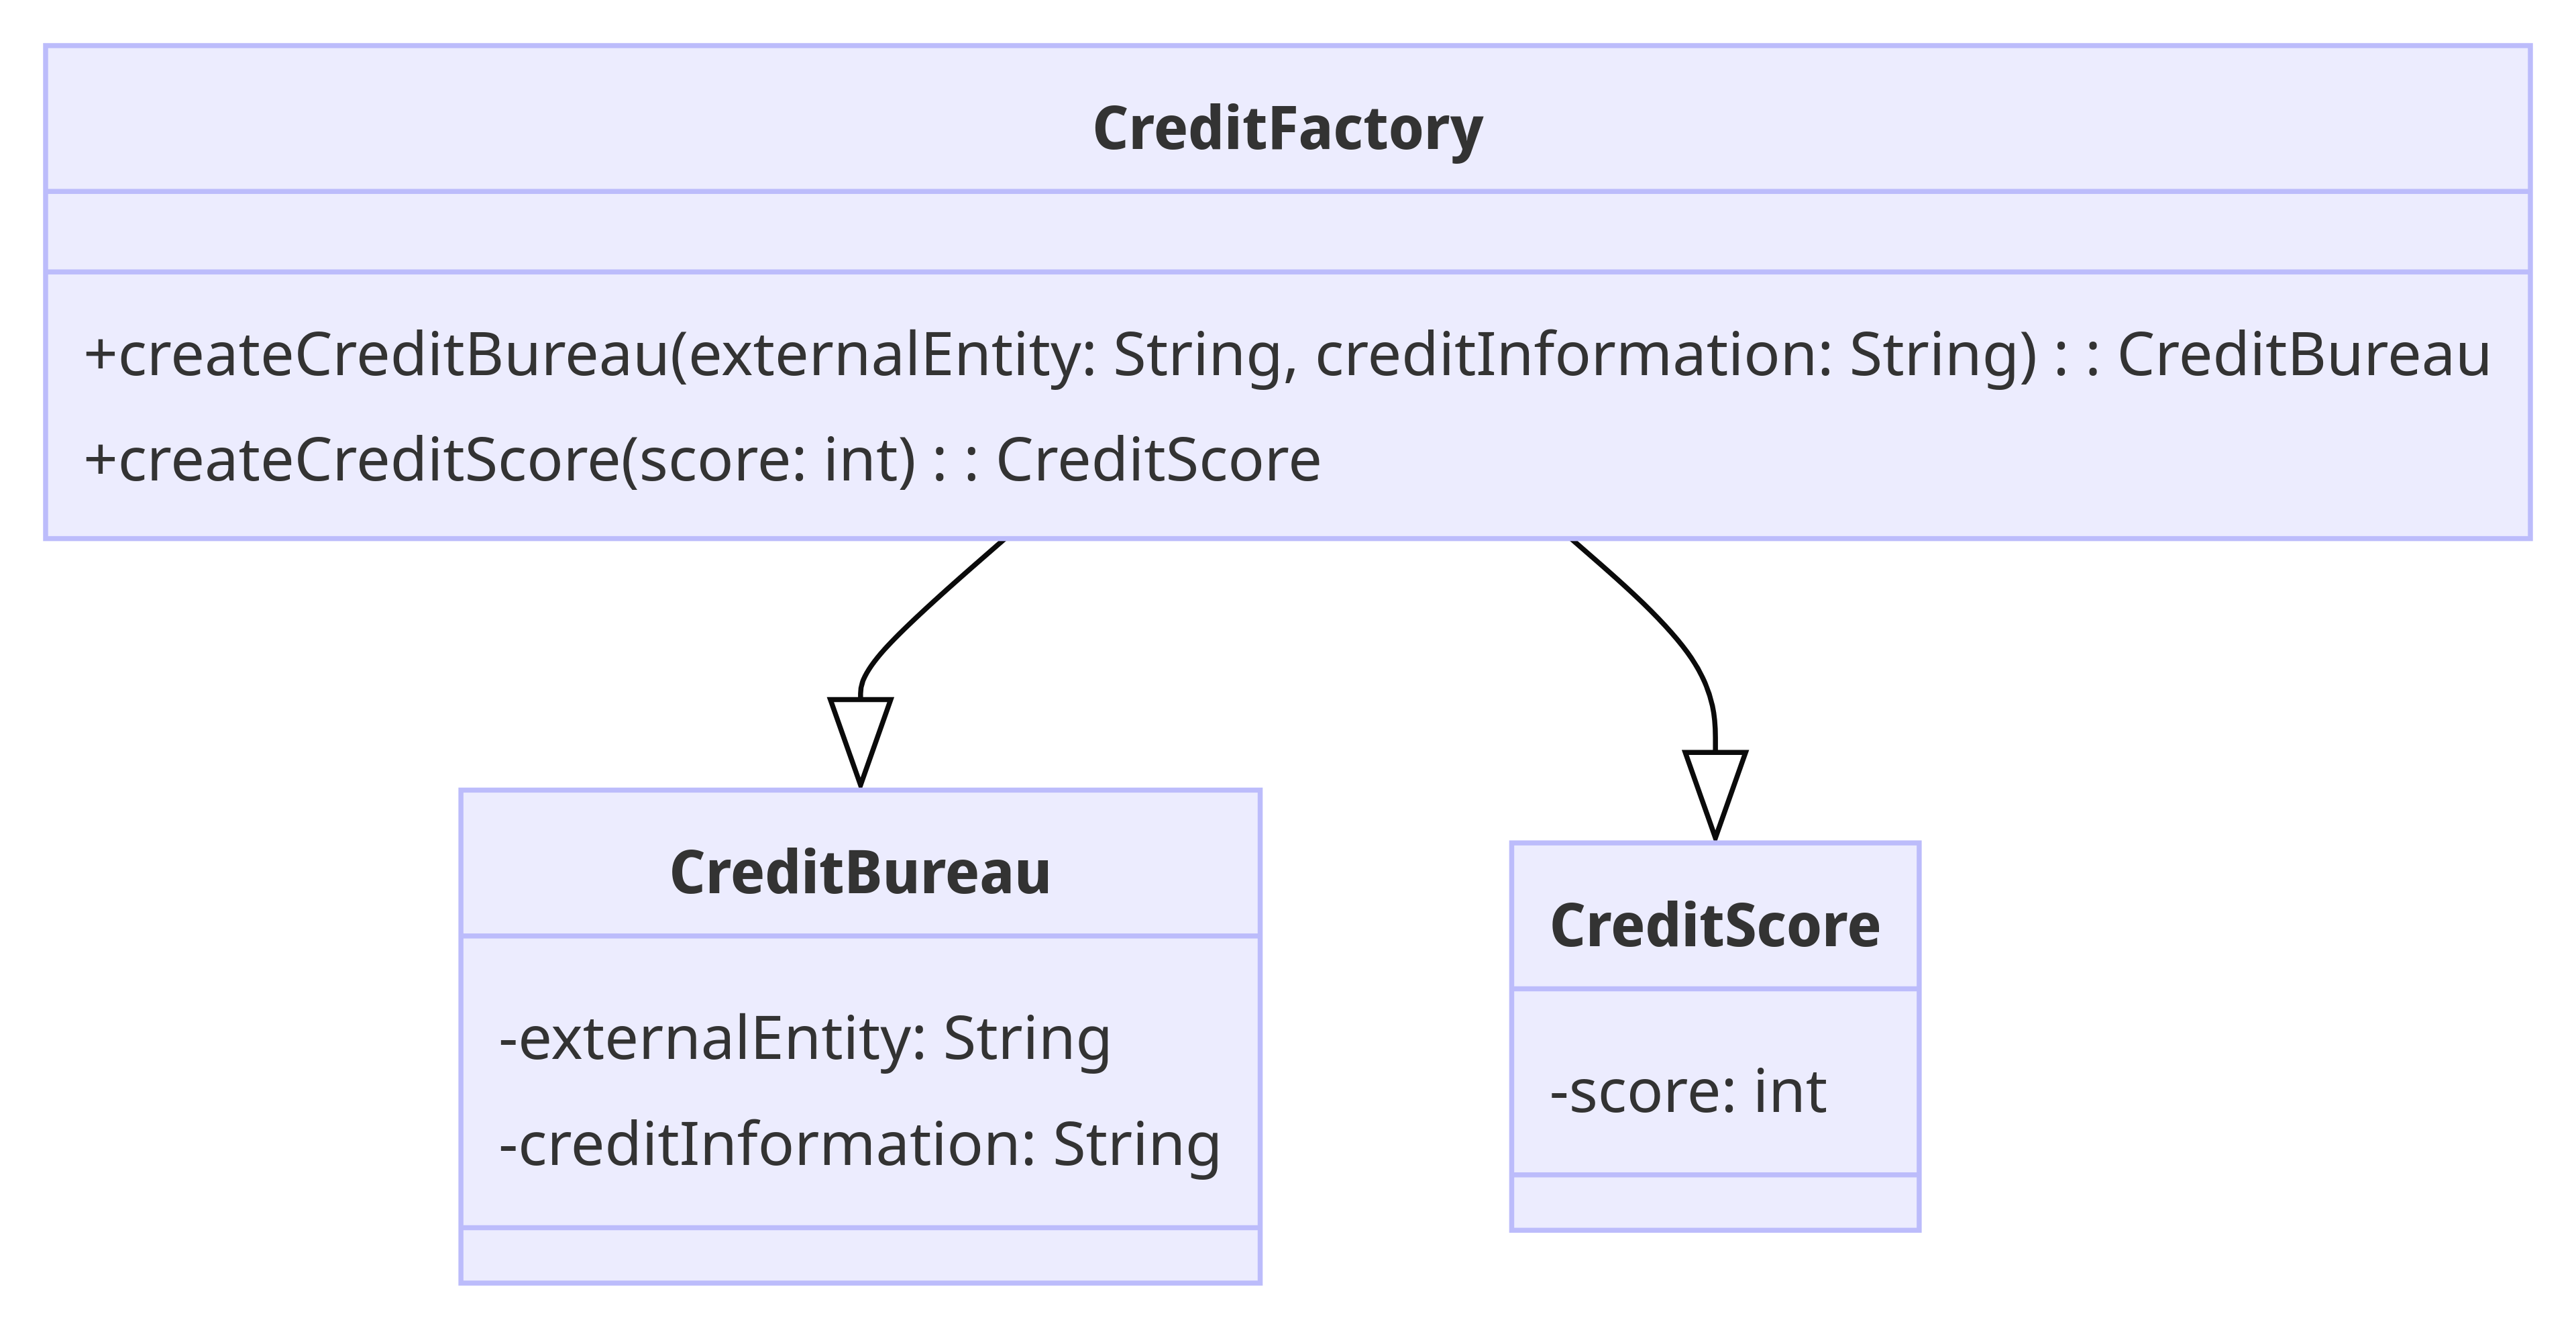 CreditFactory
+createCreditBureau(externalEntity: String, creditInformation: String) : : CreditBureau
+createCreditScore(score: int) : : CreditScore
CreditBureau
-externalEntity: String
-creditInformation: String
CreditScore
-score: int